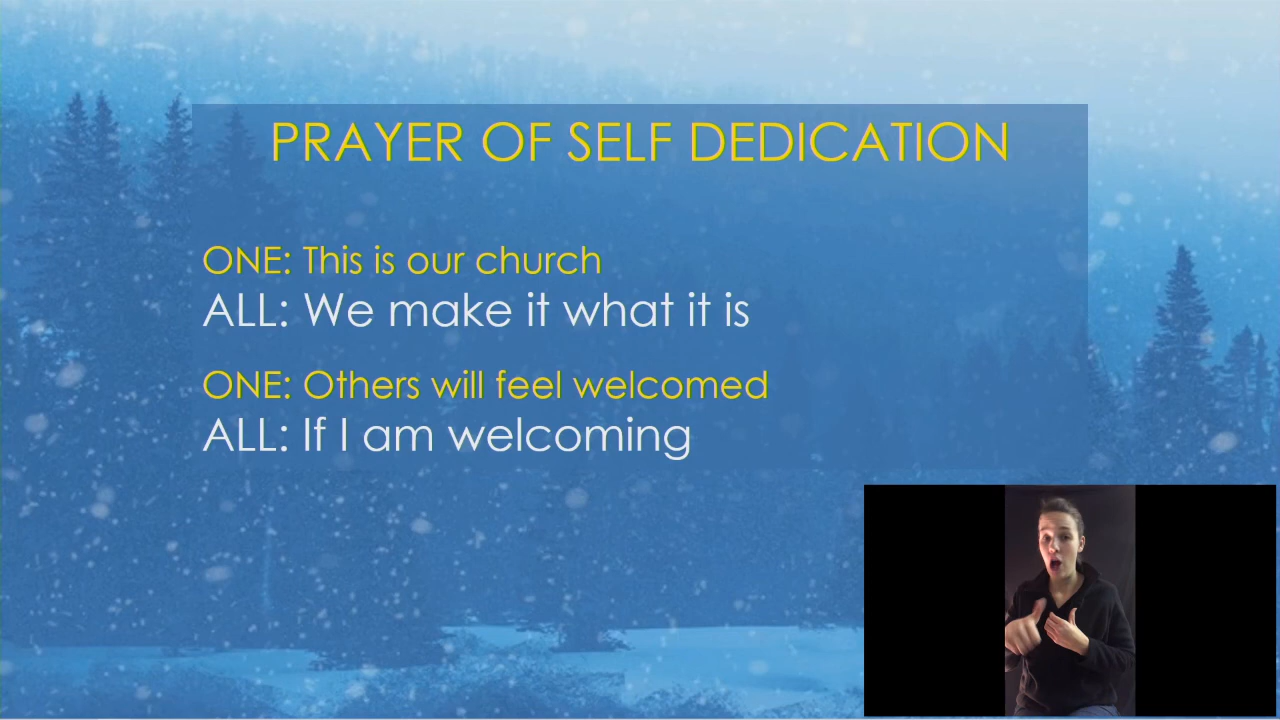 PRAYER OF SELF DEDICATION
ONE: This is our church
ALL: We make it what it is
ONE: Others will feel welcomed
ALL: If I am welcoming